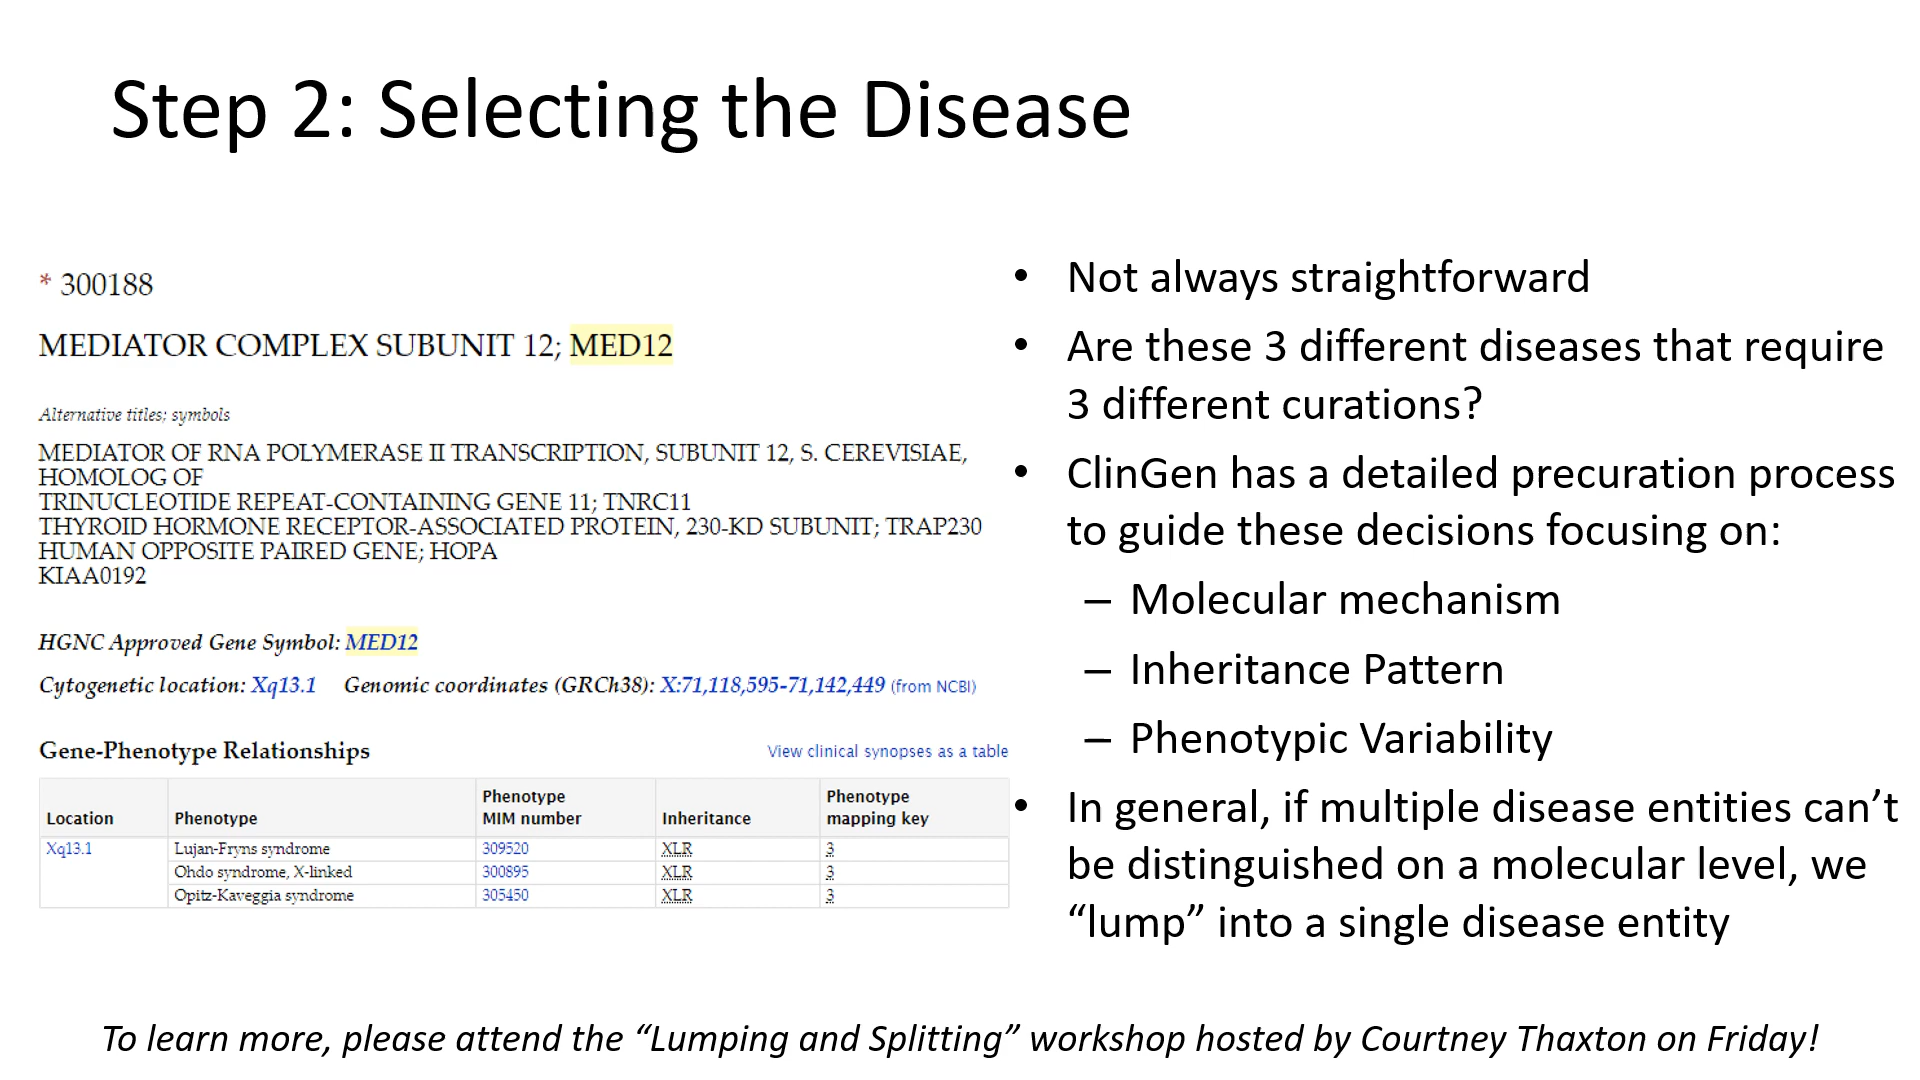 Step 2: Selecting the Disease
* 300188
MEDIATOR COMPLEX SUBUNIT 12; MED12
Alternative titles; symbols
MEDIATOR OF RNA POLYMERASE II TRANSCRIPTION, SUBUNIT 12, S. CEREVISIAE,
HOMOLOG OF
TRINUCLEOTIDE REPEAT-CONTAINING GENE 11; TNRC11
THYROID HORMONE RECEPTOR-ASSOCIATED PROTEIN, 230-KD SUBUNIT; TRAP230
HUMAN OPPOSITE PAIRED GENE; HOPA
KIAA0192
HGNC Approved Gene Symbol: MED12
Cytogenetic location: Xq13.1 Genomic coordinates (GRCh38): X:71,118,595-71,142,449 (from NCBI)
Gene-Phenotype Relationships View clinical synopses as a table
Location Phenotype Phenotype MIM number Inheritance Phenotype mapping key
Xq13.1 Lujan-Fryns syndrome 309520 XLR 3
Ohdo syndrome, X-linked 300895 XLR 3
Opitz-Kaveggia syndrome 305450 XLR 3
• Not always straightforward
• Are these 3 different diseases that require
3 different curations?
• ClinGen has a detailed precuration process
to guide these decisions focusing on:
– Molecular mechanism
– Inheritance Pattern
– Phenotypic Variability
• In general, if multiple disease entities can’t
be distinguished on a molecular level, we
“lump” into a single disease entity
To learn more, please attend the “Lumping and Splitting” workshop hosted by Courtney Thaxton on Friday!